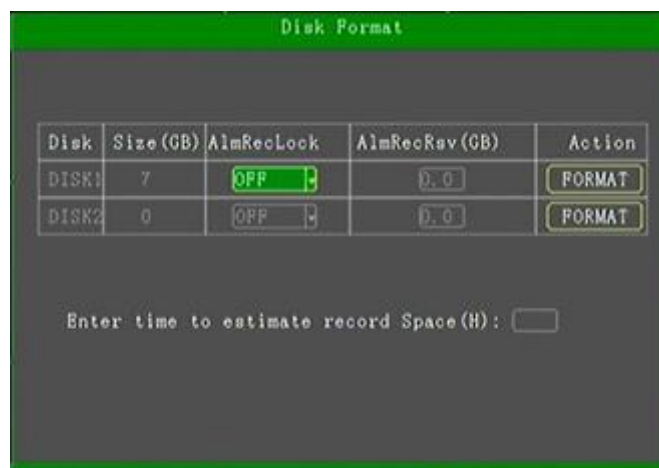 Disk Format
Disk Size(GB) AlmRecLock AlmRecRsv(GB) Action
DISK1 7 OFF 0.0 FORMAT
DISK2 0 OFF 0.0 FORMAT
Enter time to estimate record Space(H):